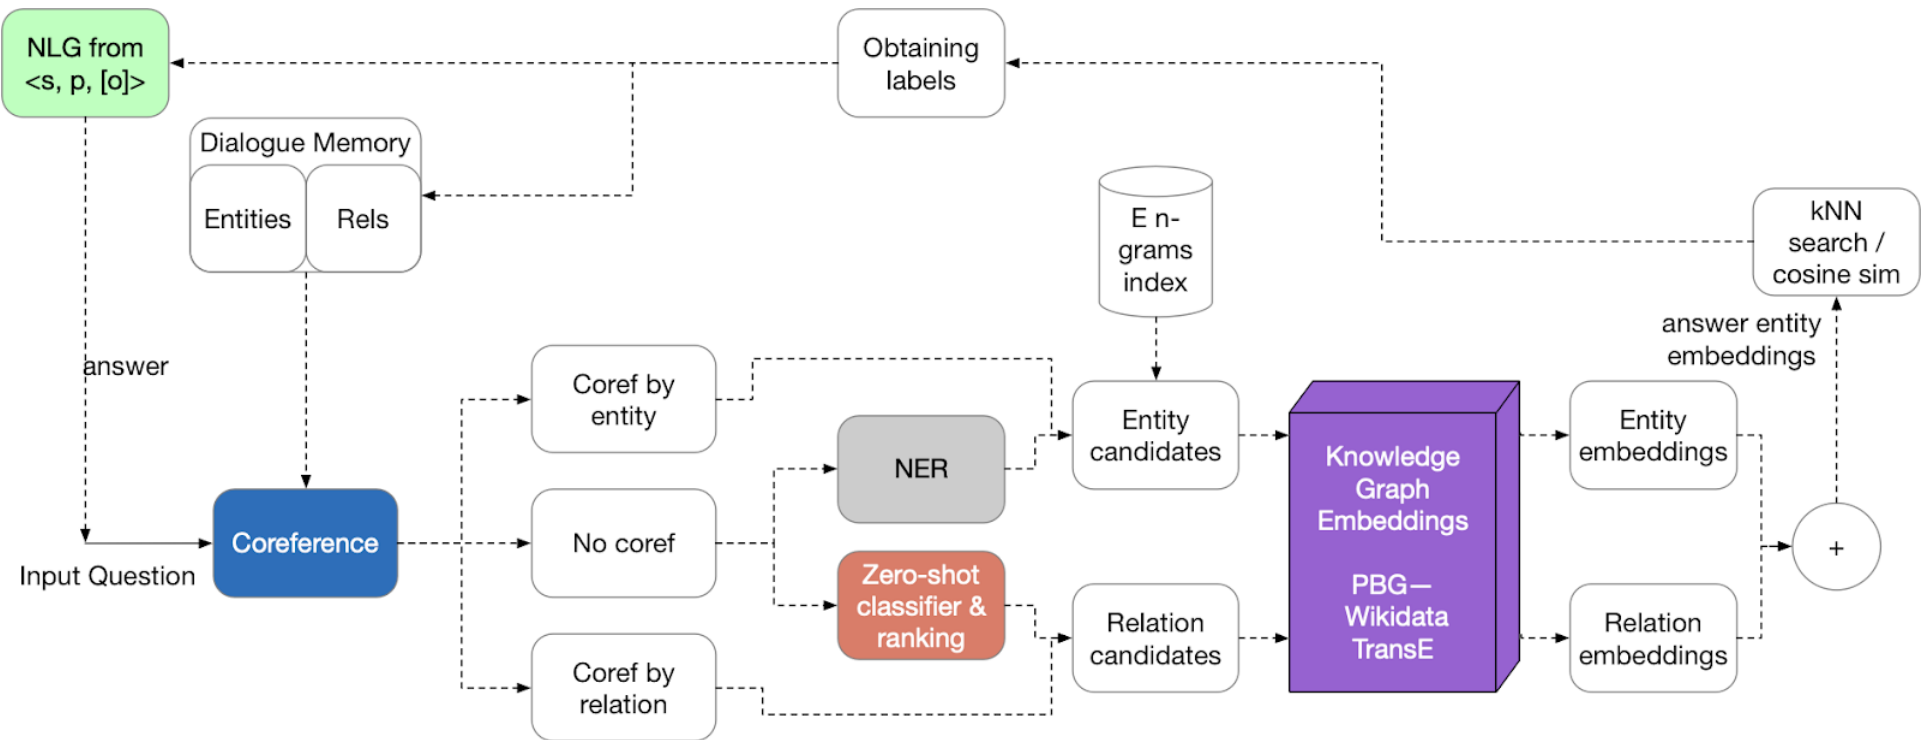 NLG from
<s, p, [o]>
Obtaining
labels
Dialogue Memory
Entities
Rels
E n-
grams
index
kNN
search /
cosine sim
answer entity
embeddings
answer
Input Question
Coreference
Coref by
entity
No coref
Coref by
relation
NER
Zero-shot
classifier &
ranking
Entity
candidates
Relation
candidates
Knowledge
Graph
Embeddings
PBG—
Wikidata
TransE
Entity
embeddings
Relation
embeddings
+